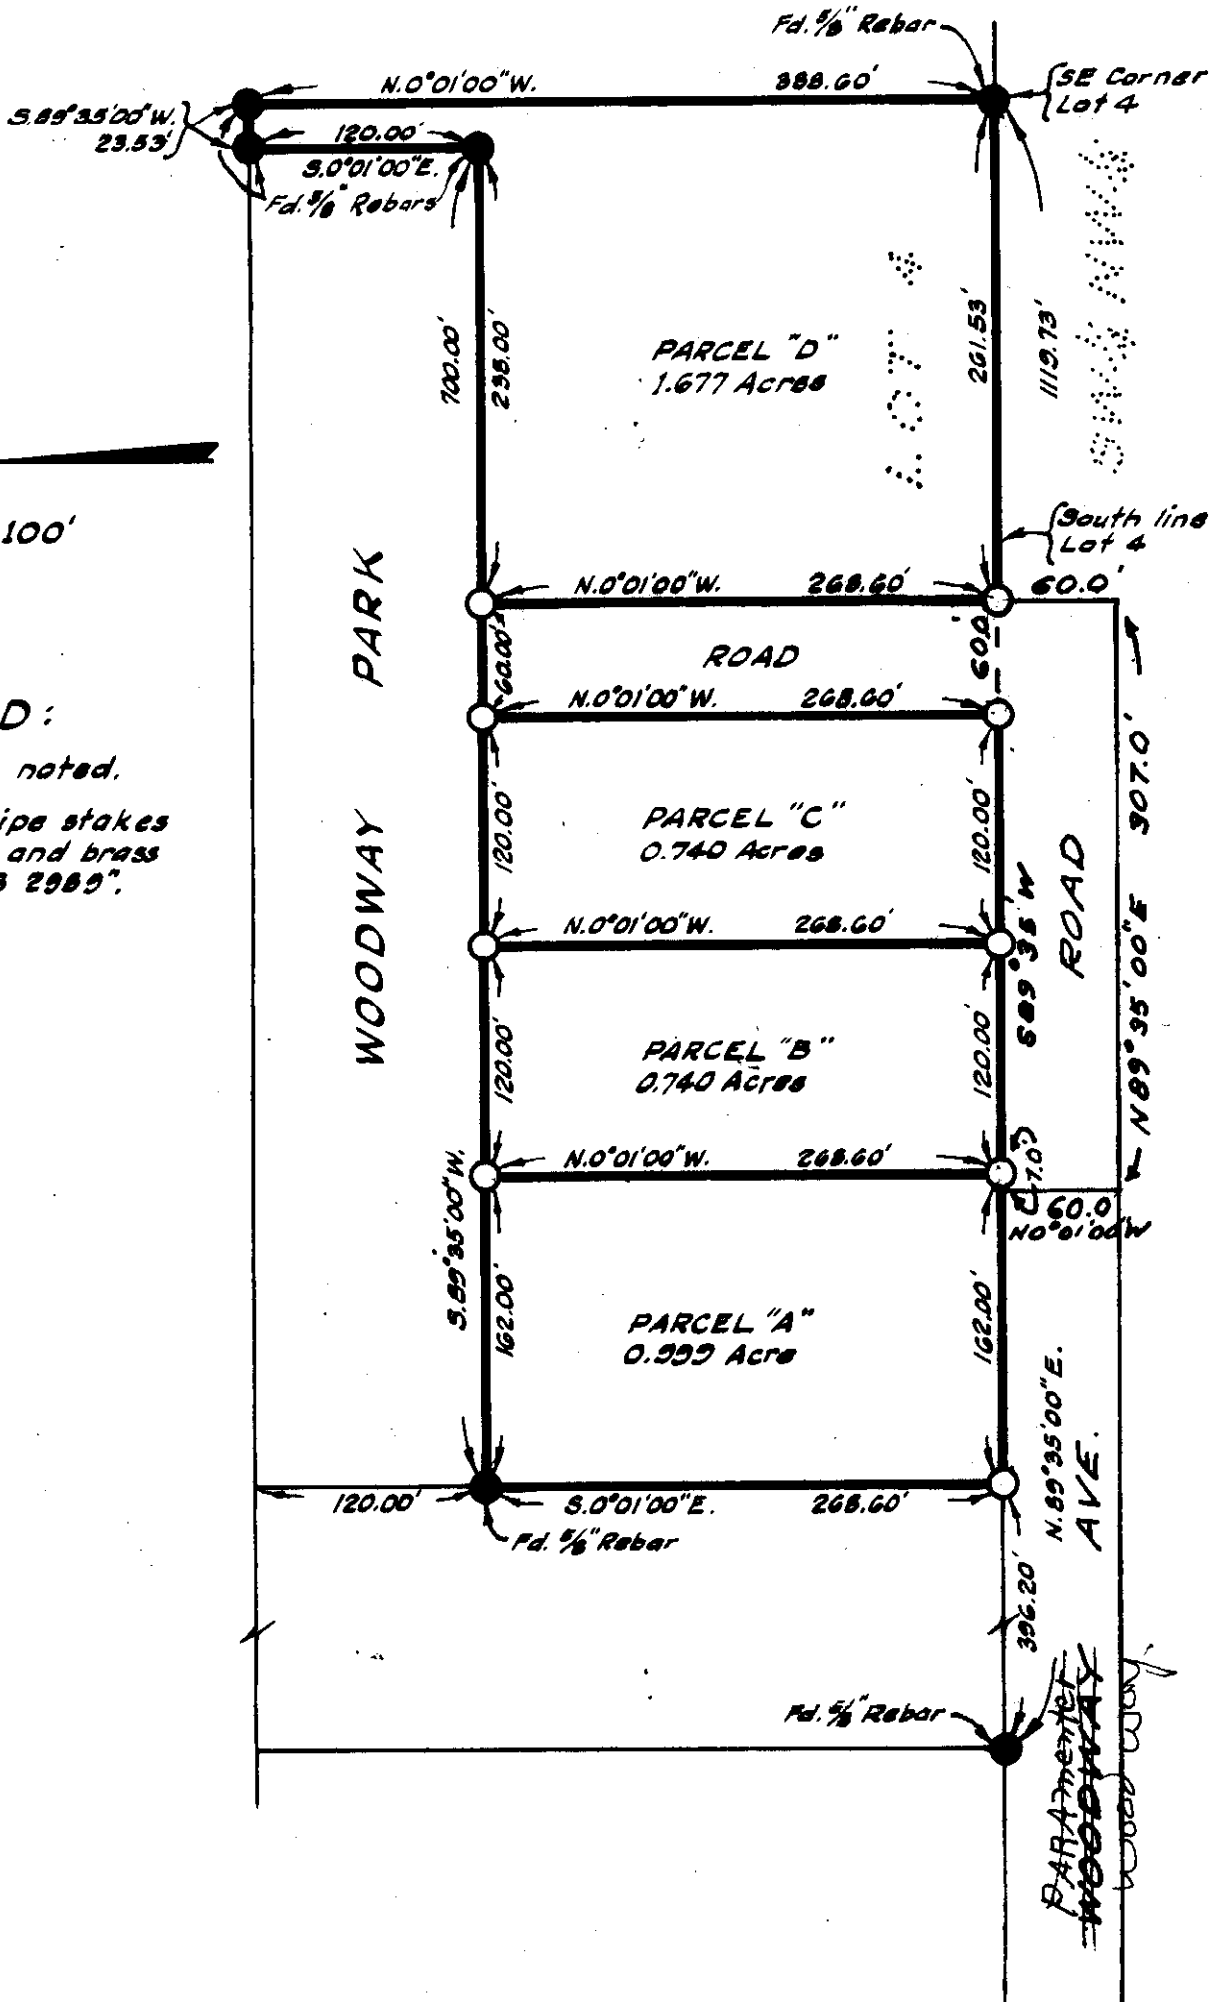 Fd. 5/8" Rebar
N.0°01'00"W. 388.60'
SE Corner
Lot 4
S.89°35'00"W.
23.53'
120.00'
S.0°01'00"E.
Fd. 5/8" Rebars
SW¼ NW¼
LOT 4
700.00'
238.00'
PARCEL "D"
1.677 Acres
261.53'
1119.73'
100'
South line
Lot 4
N.0°01'00"W. 268.60'
60.0'
60.00'
ROAD
60.0'
N.0°01'00"W. 268.60'
D:
noted.
ipe stakes
and brass
2989".
WOODWAY PARK
120.00'
PARCEL "C"
0.740 Acres
120.00'
N.0°01'00"W. 268.60'
S89°35'W
ROAD
N89°35'00"E 307.0'
120.00'
PARCEL "B"
0.740 Acres
120.00'
N.0°01'00"W. 268.60'
7.0'
60.0'
N0°01'00"W
S.89°35'00"W.
162.00'
PARCEL "A"
0.999 Acre
162.00'
120.00'
S.0°01'00"E. 268.60'
Fd. 5/8" Rebar
N.89°35'00"E.
396.20'
AVE.
Fd. 5/8" Rebar
PARAmenter
WOODWAY